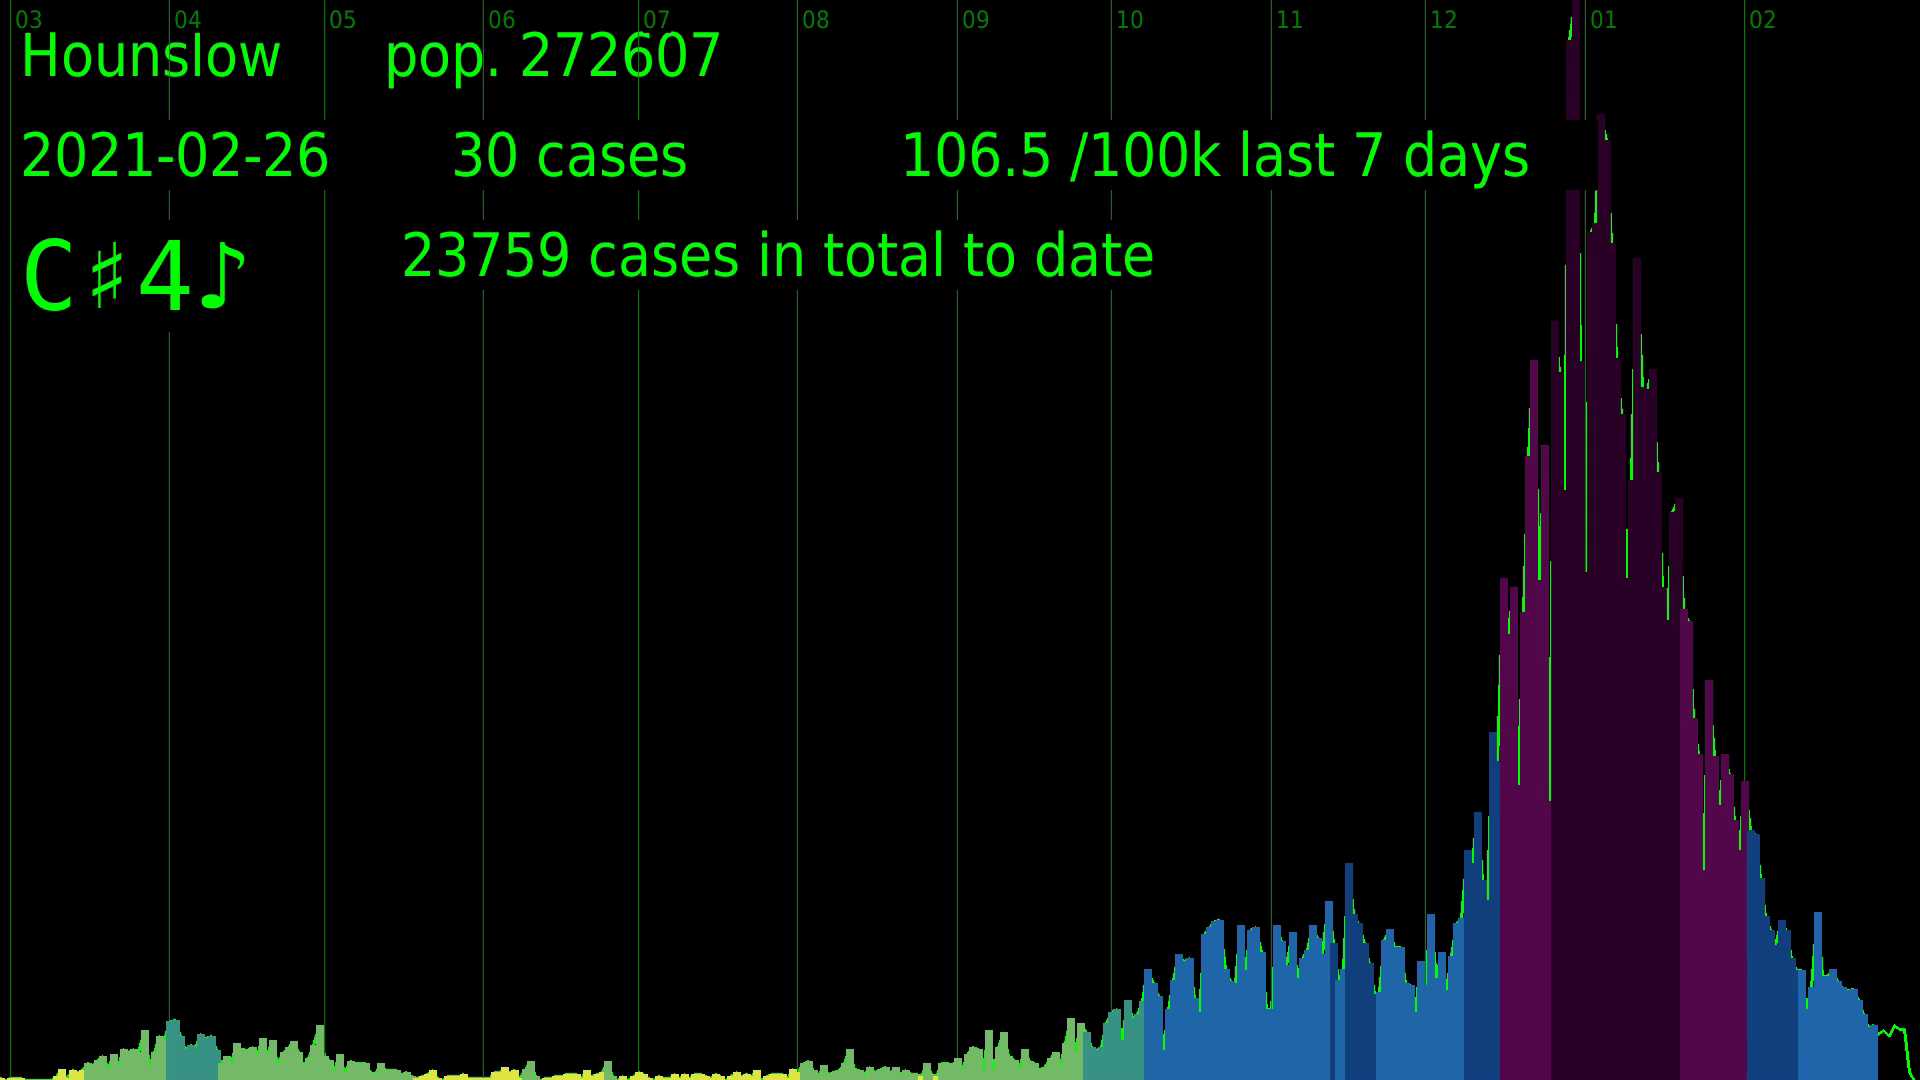 03 04 05 06 07 08 09 10 11 12 01 02
Hounslow pop. 272607
2021-02-26 30 cases 106.5 /100k last 7 days
C♯4♪ 23759 cases in total to date